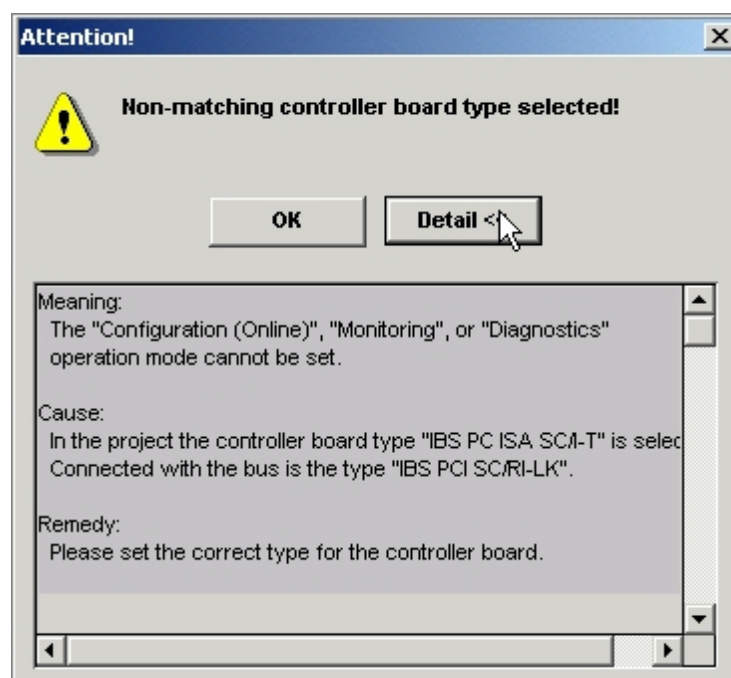 Attention!
Non-matching controller board type selected!
OK
Detail <<
Meaning:
The "Configuration (Online)", "Monitoring", or "Diagnostics"
operation mode cannot be set.
Cause:
In the project the controller board type "IBS PC ISA SC/I-T" is selec
Connected with the bus is the type "IBS PCI SC/RI-LK".
Remedy:
Please set the correct type for the controller board.